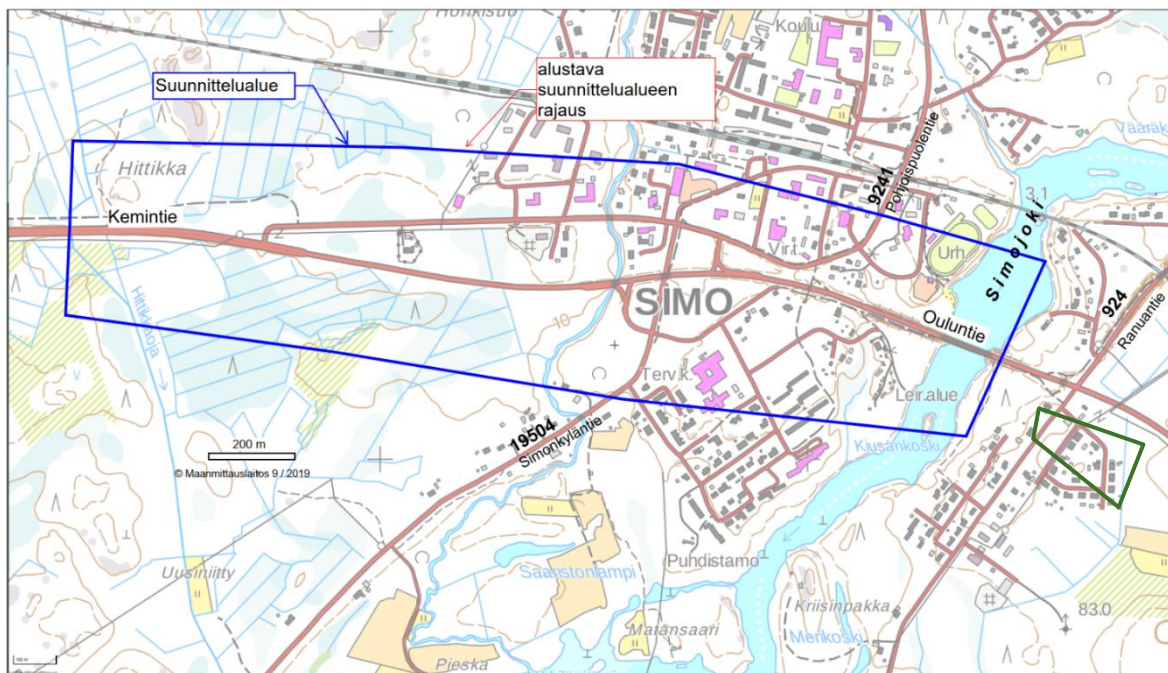 Honkisuo
Koulu
Suunnittelualue
alustava
suunnittelualueen
rajaus
Hittikka
Kemintie
9241
Pohjoispuolentie
3.1
Simojoki
Urh.
Vir.t.
SIMO
Ouluntie
924
Ranuantie
Hittikkaoja
10
Terv.k.
Leir.alue
Kiusankoski
200 m
© Maanmittauslaitos 9 / 2019
19504
Simonkyläntie
Uusiniitty
Saaristonlampi
Puhdistamo
Kriisinpakka
Matansaari
Merikoski
83.0
Pieska